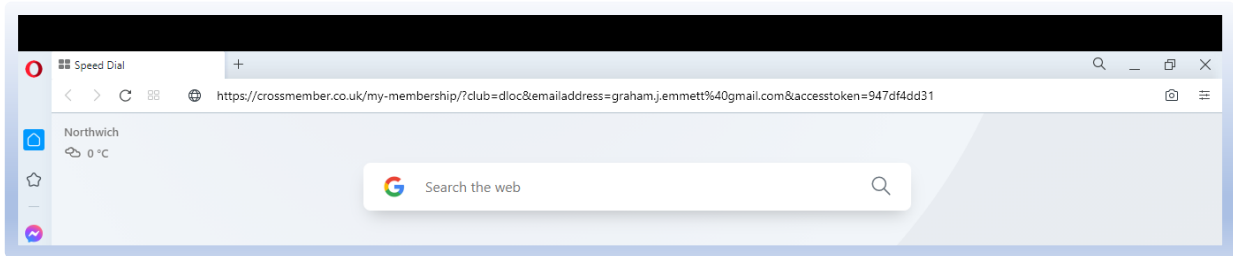 Speed Dial
https://crossmember.co.uk/my-membership/?club=dloc&emailaddress=graham.j.emmett%40gmail.com&accesstoken=947df4dd31
Northwich
0 °C
Search the web